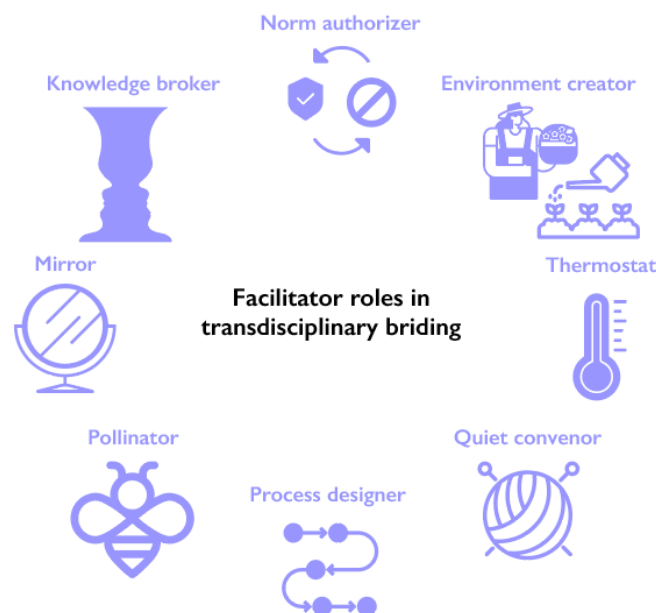 Norm authorizer
Knowledge broker
Environment creator
Mirror
Thermostat
Facilitator roles in
transdisciplinary briding
Pollinator
Quiet convenor
Process designer